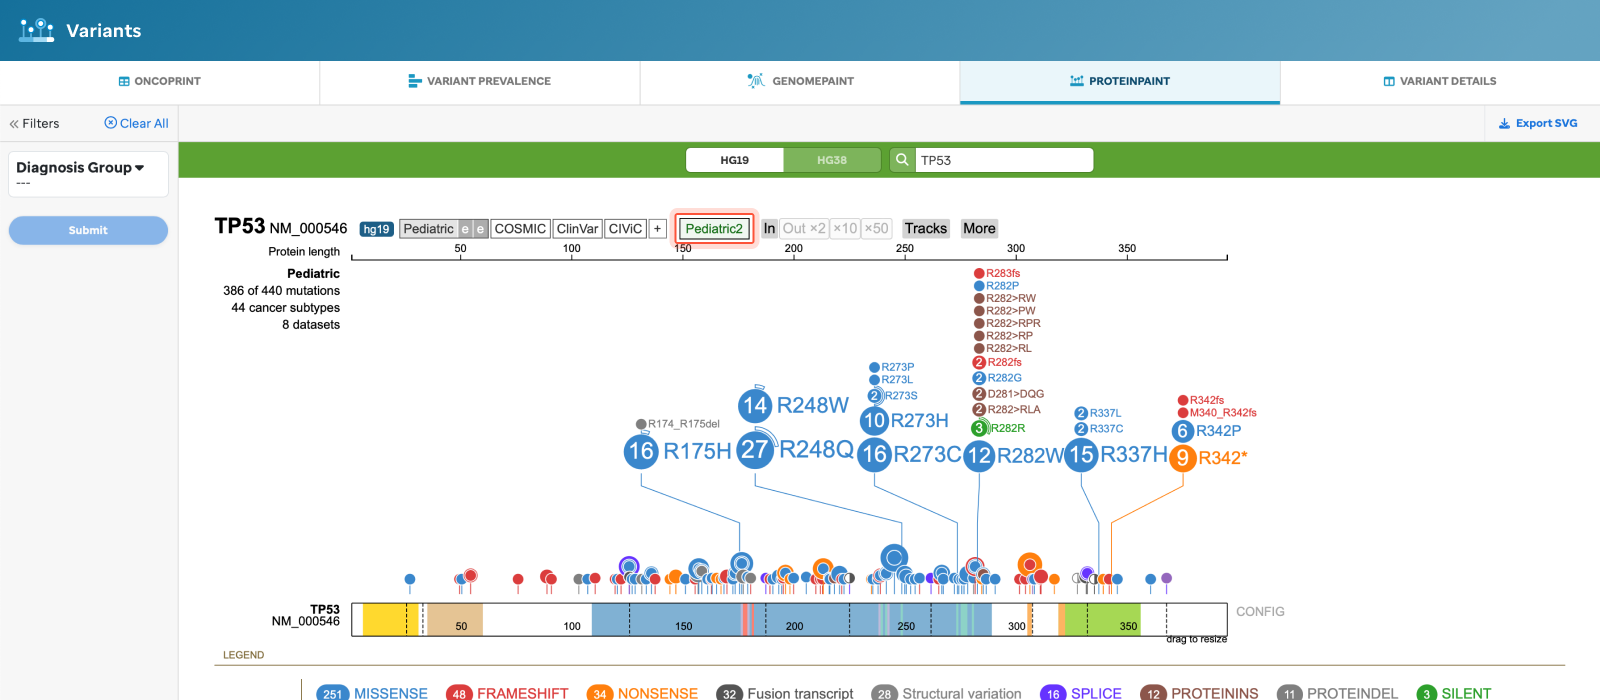 Variants
ONCOPRINT
VARIANT PREVALENCE
GENOMEPAINT
PROTEINPAINT
VARIANT DETAILS
Filters
Clear All
Export SVG
Diagnosis Group
---
Submit
HG19
HG38
TP53
TP53 NM_000546 hg19 Pediatric e e COSMIC ClinVar CIViC + Pediatric2 In Out ×2 ×10 ×50 Tracks More
Protein length 50 100 150 200 250 300 350
Pediatric
386 of 440 mutations
44 cancer subtypes
8 datasets
R283fs
R282P
R282>RW
R282>PW
R282>RPR
R282>RP
R282>RL
2 R282fs
2 R282G
2 D281>DQG
2 R282>RLA
3 R282R
12 R282W
R273P
R273L
2 R273S
10 R273H
16 R273C
14 R248W
27 R248Q
R174_R175del
16 R175H
2 R337L
2 R337C
15 R337H
R342fs
M340_R342fs
6 R342P
9 R342*
TP53
NM_000546
50 100 150 200 250 300 350
CONFIG
drag to resize
LEGEND
251 MISSENSE 48 FRAMESHIFT 34 NONSENSE 32 Fusion transcript 28 Structural variation 16 SPLICE 12 PROTEININS 11 PROTEINDEL 3 SILENT